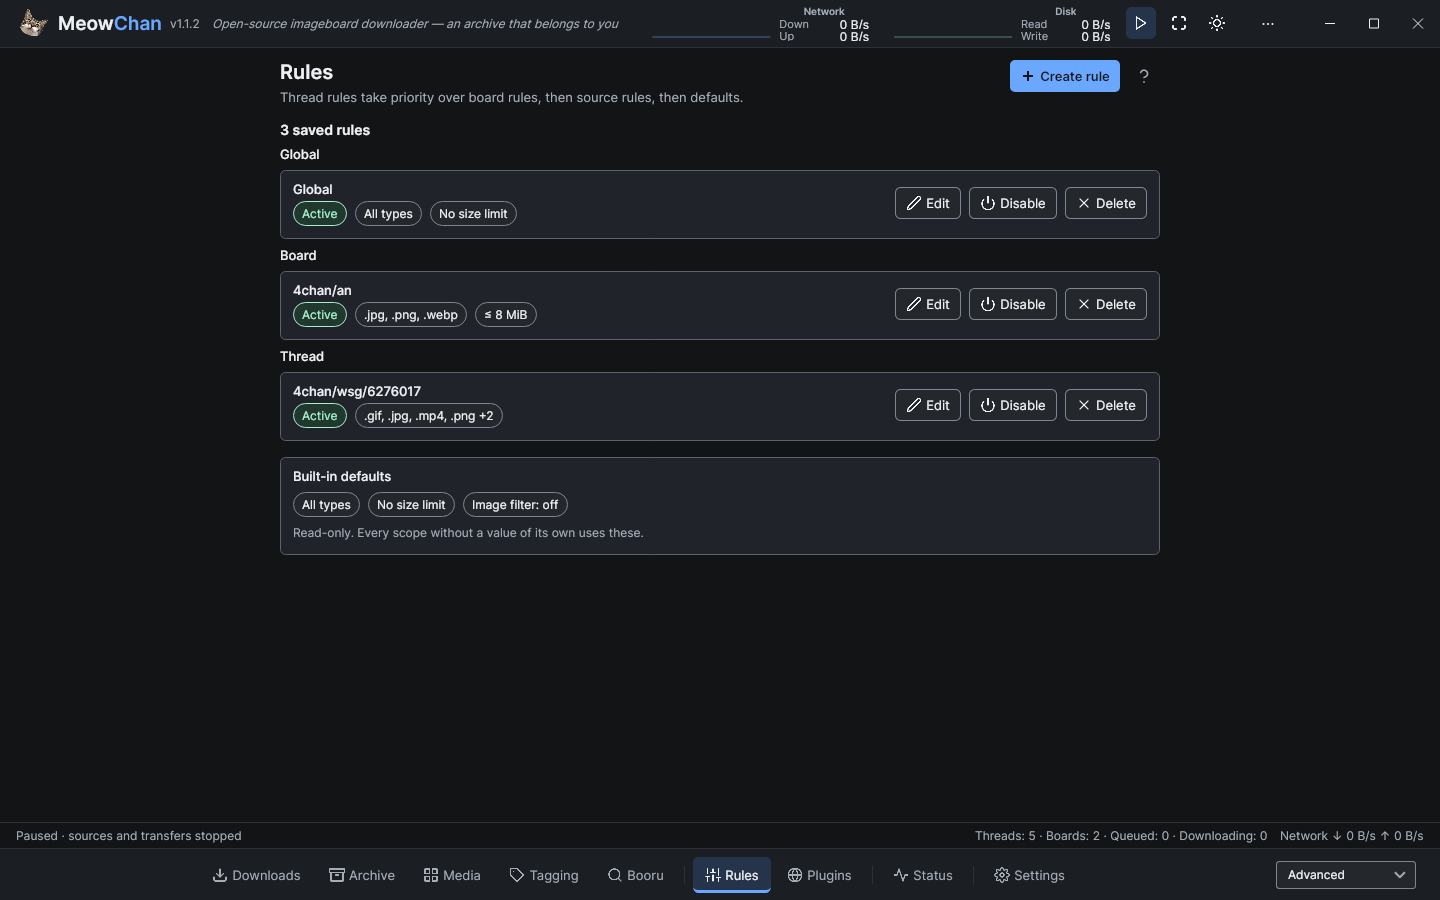 MeowChan v1.1.2 Open-source imageboard downloader — an archive that belongs to you
Network
Down 0 B/s
Up 0 B/s
Disk
Read 0 B/s
Write 0 B/s
Rules
Thread rules take priority over board rules, then source rules, then defaults.
+ Create rule ?
3 saved rules
Global
Global
Active All types No size limit
Edit Disable Delete
Board
4chan/an
Active .jpg, .png, .webp ≤ 8 MiB
Edit Disable Delete
Thread
4chan/wsg/6276017
Active .gif, .jpg, .mp4, .png +2
Edit Disable Delete
Built-in defaults
All types No size limit Image filter: off
Read-only. Every scope without a value of its own uses these.
Paused · sources and transfers stopped
Threads: 5 · Boards: 2 · Queued: 0 · Downloading: 0 Network ↓ 0 B/s ↑ 0 B/s
Downloads Archive Media Tagging Booru Rules Plugins Status Settings Advanced